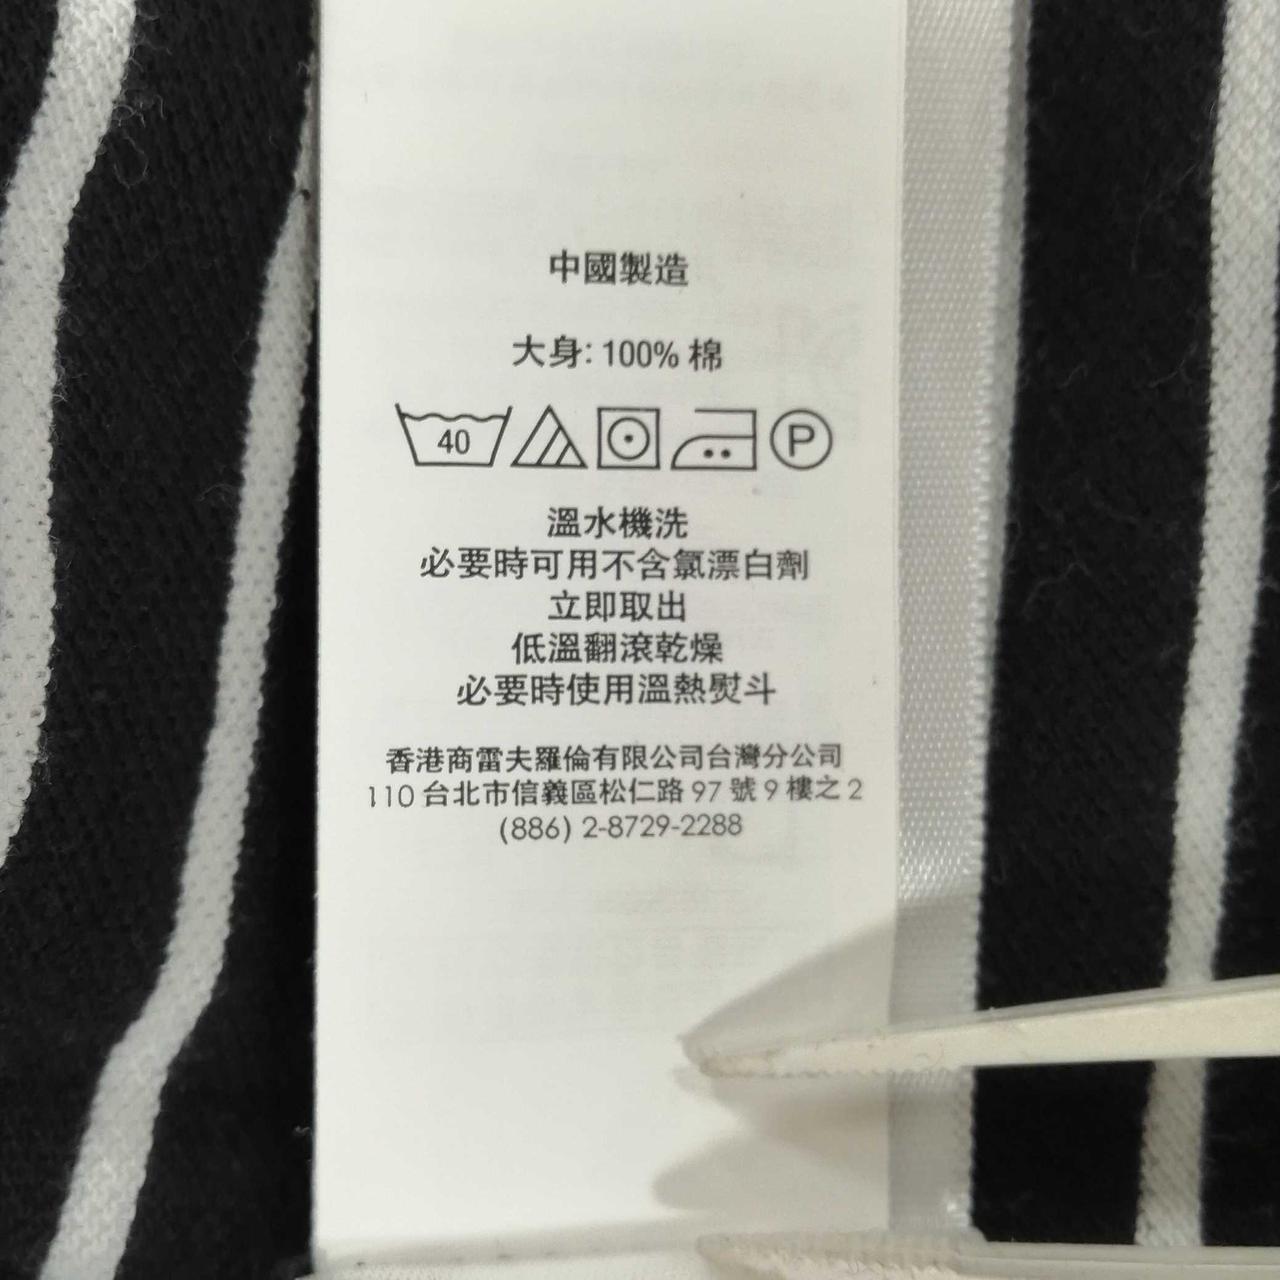 中國製造
大身: 100% 棉
40 P
溫水機洗
必要時可用不含氯漂白劑
立即取出
低溫翻滾乾燥
必要時使用溫熱熨斗
香港商雷夫羅倫有限公司台灣分公司
110 台北市信義區松仁路 97 號 9 樓之 2
(886) 2-8729-2288